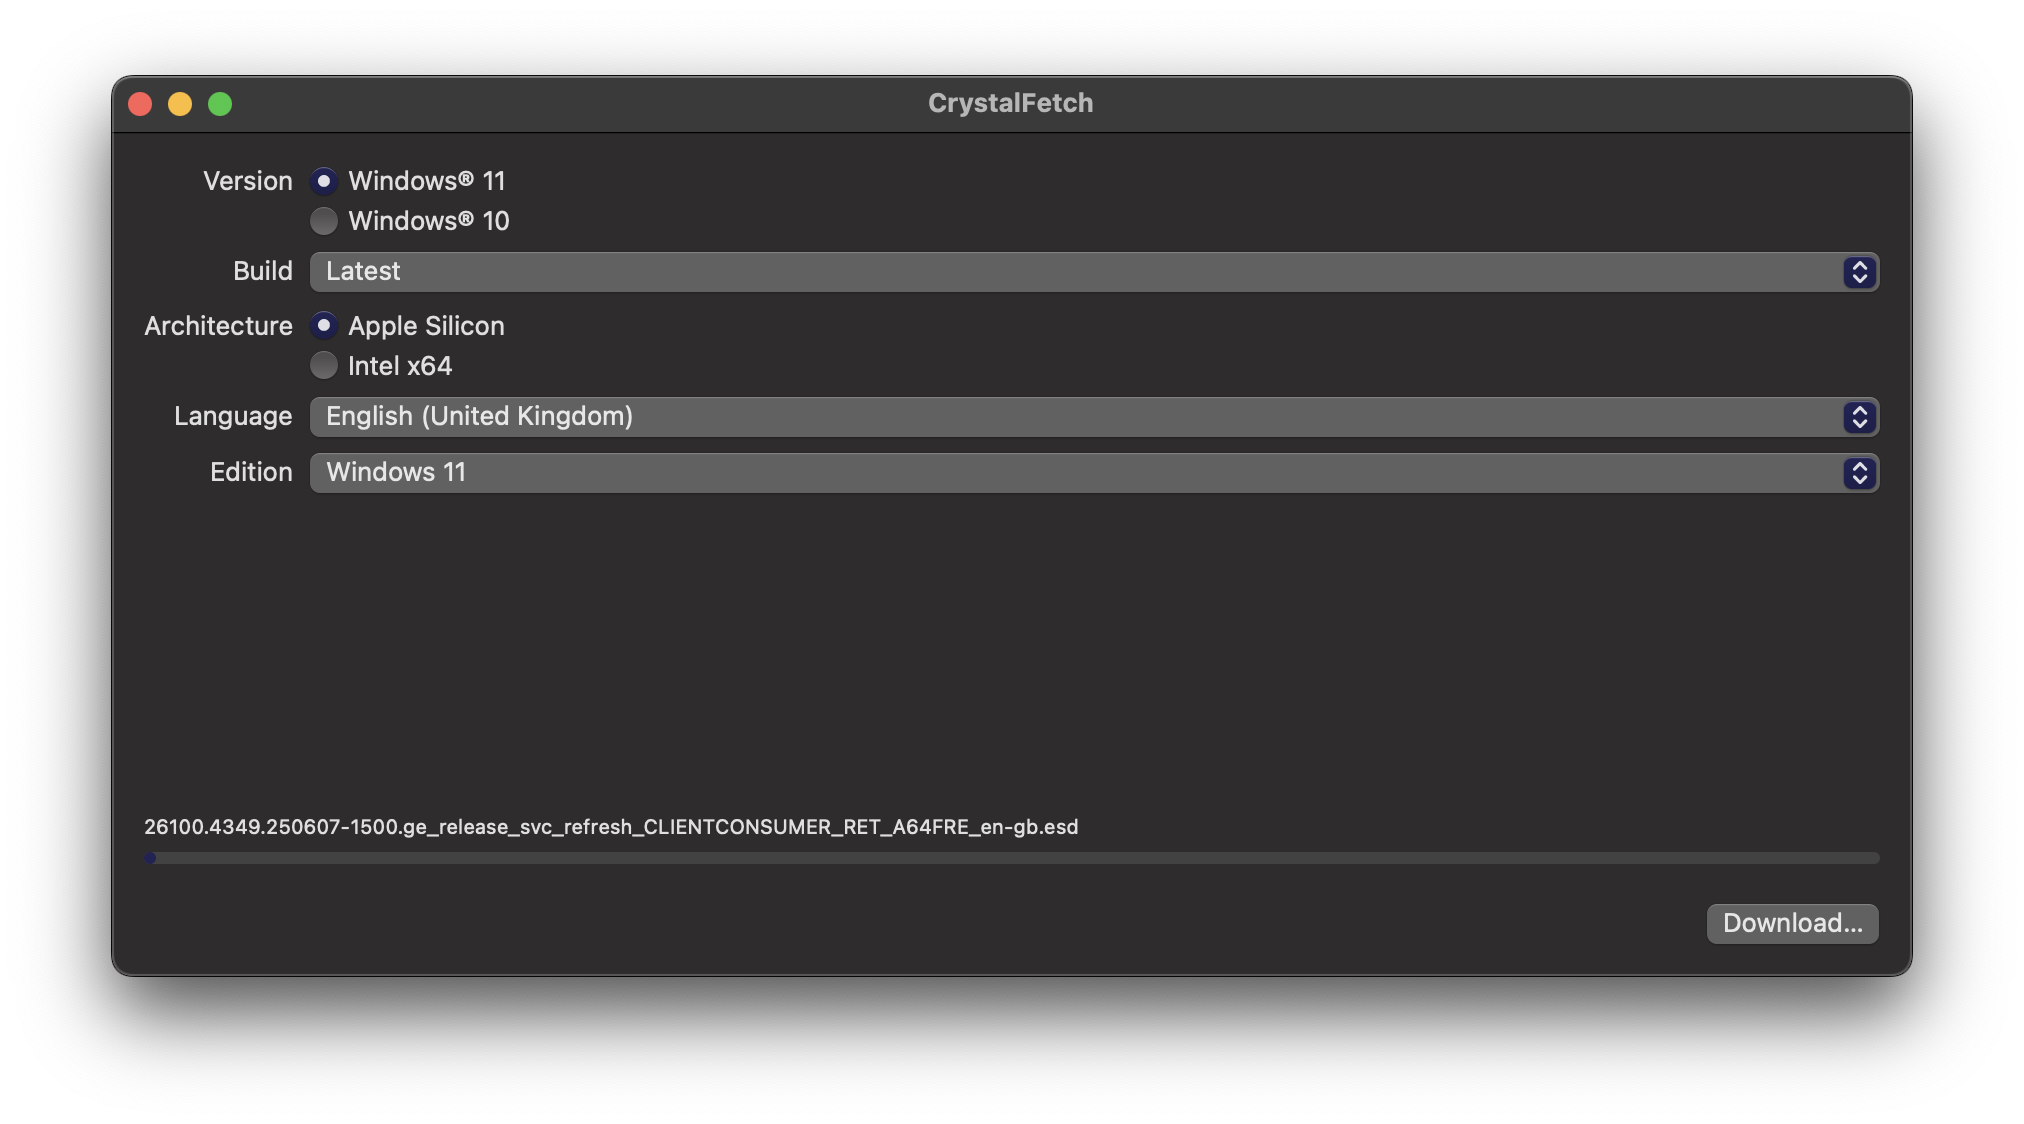 CrystalFetch
Version Windows® 11
Windows® 10
Build Latest
Architecture Apple Silicon
Intel x64
Language English (United Kingdom)
Edition Windows 11
26100.4349.250607-1500.ge_release_svc_refresh_CLIENTCONSUMER_RET_A64FRE_en-gb.esd
Download...